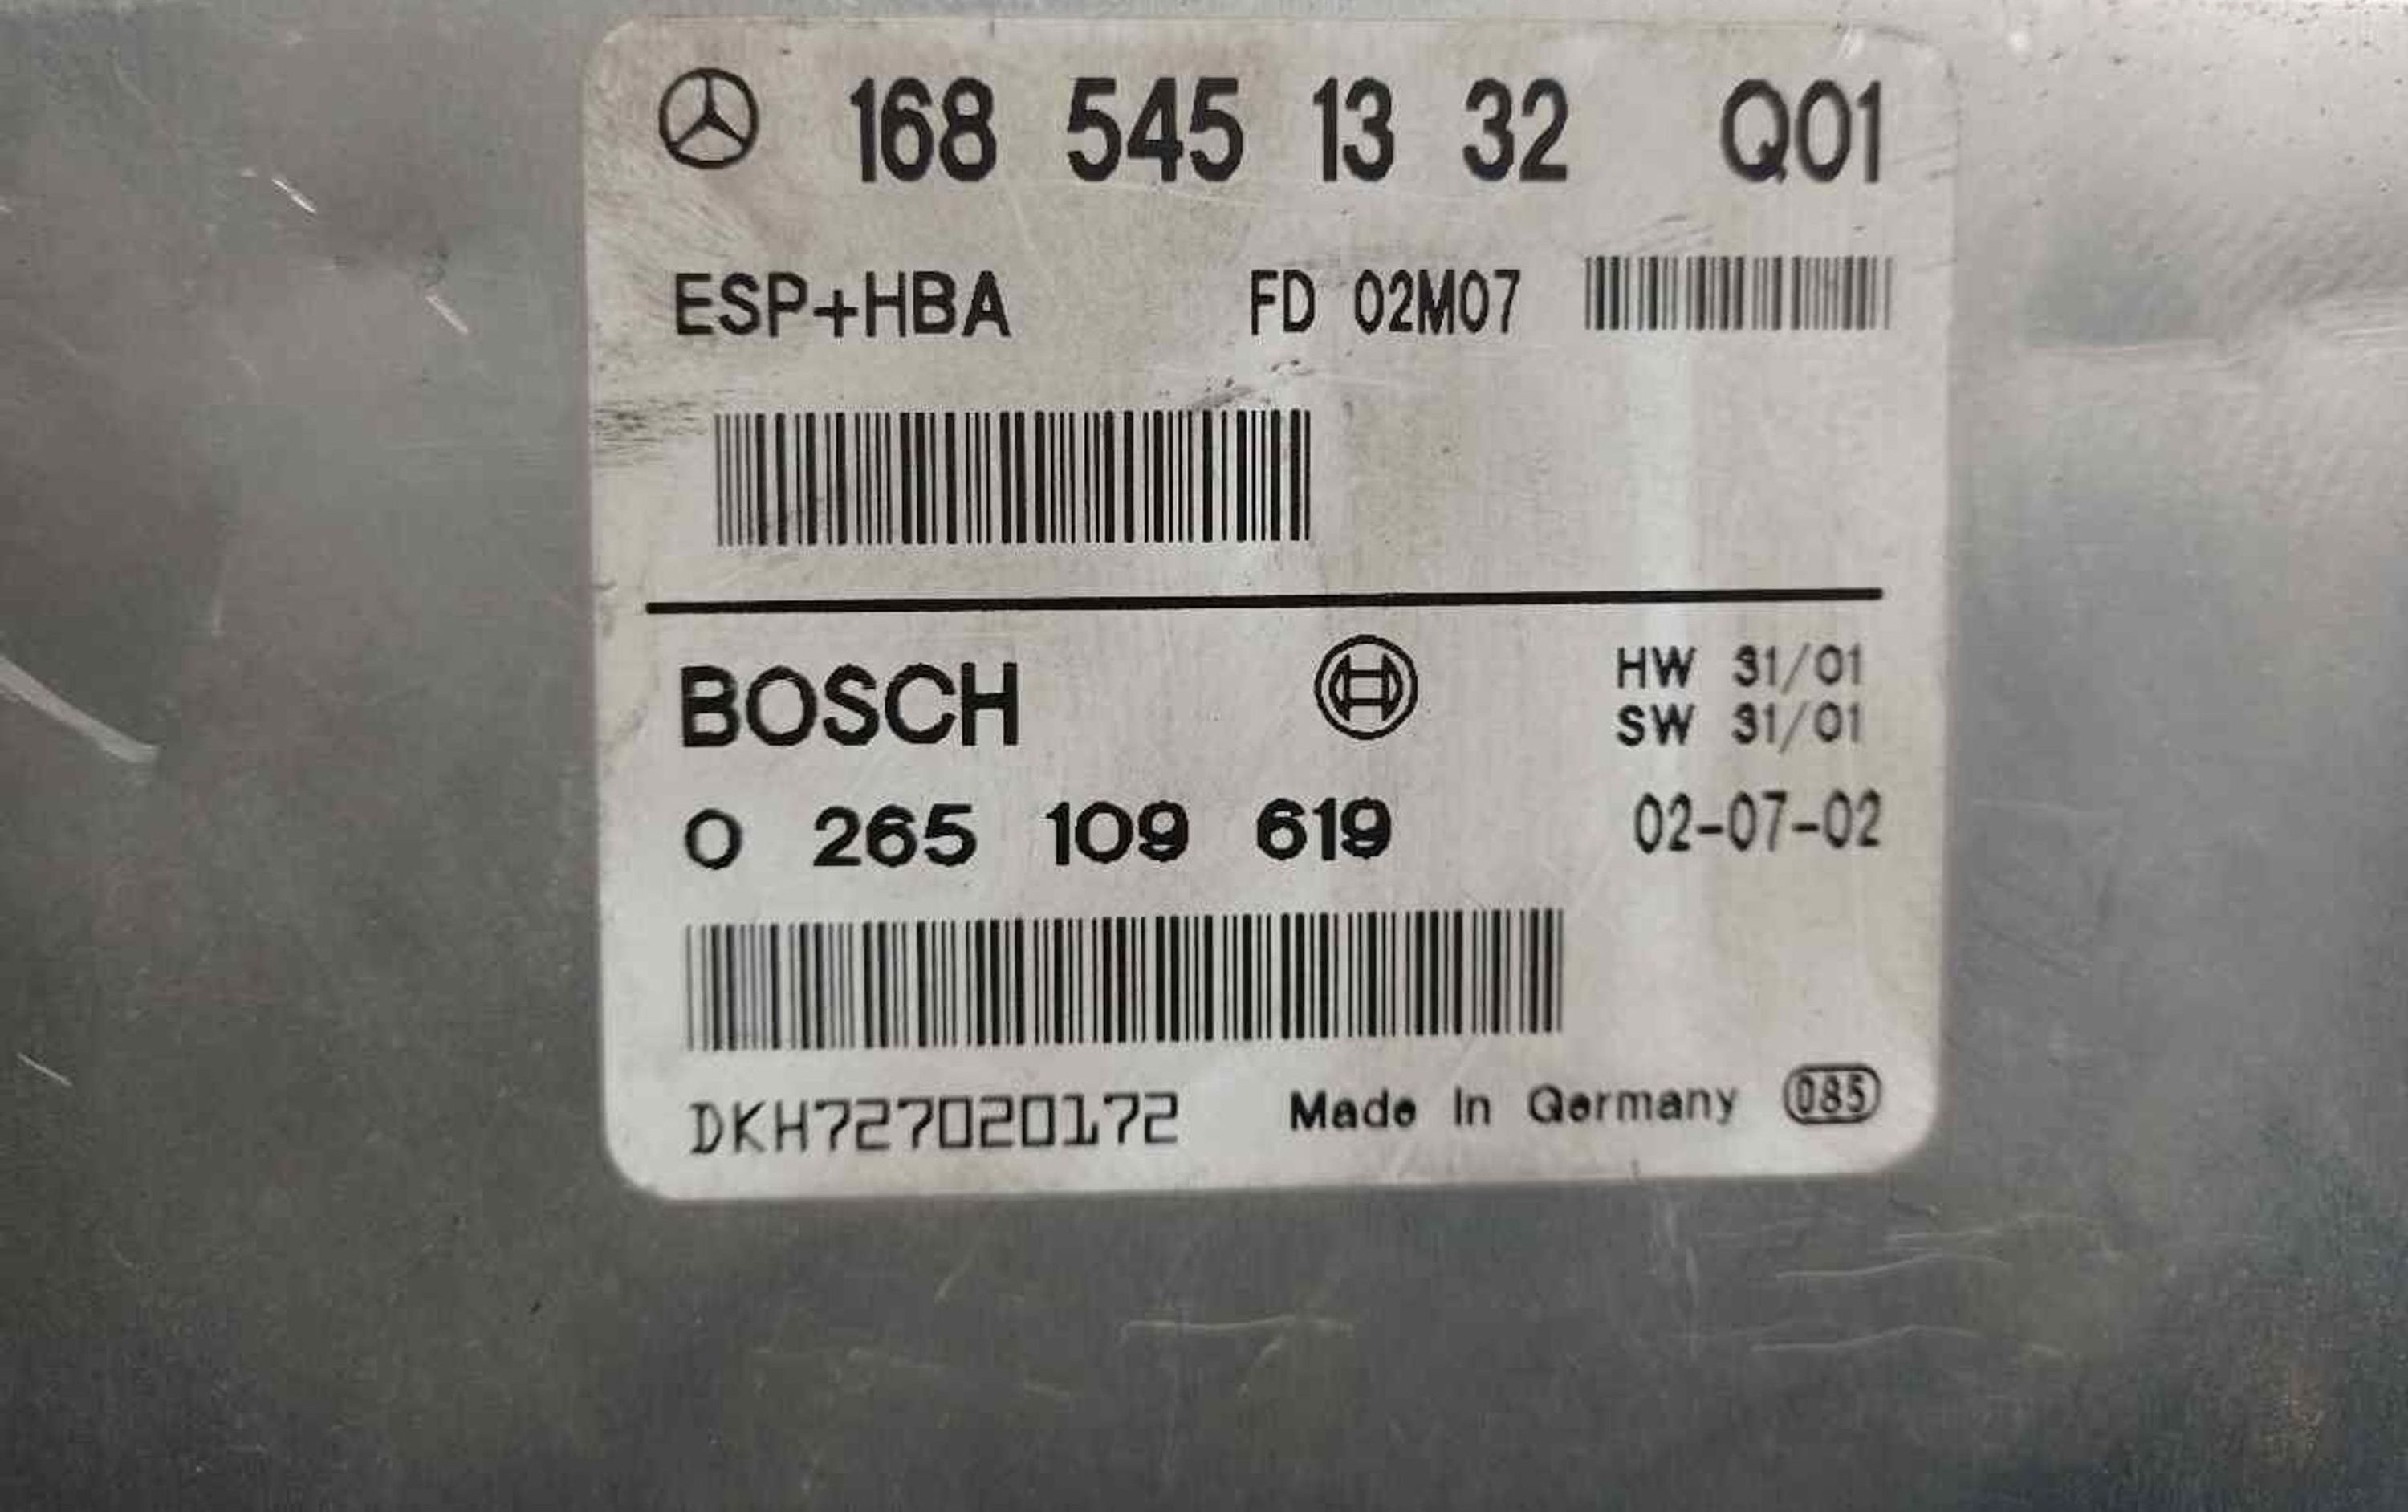 168 545 13 32 Q01
ESP+HBA FD 02M07
BOSCH HW 31/01
SW 31/01
0 265 109 619 02-07-02
DKH727020172 Made In Germany 085